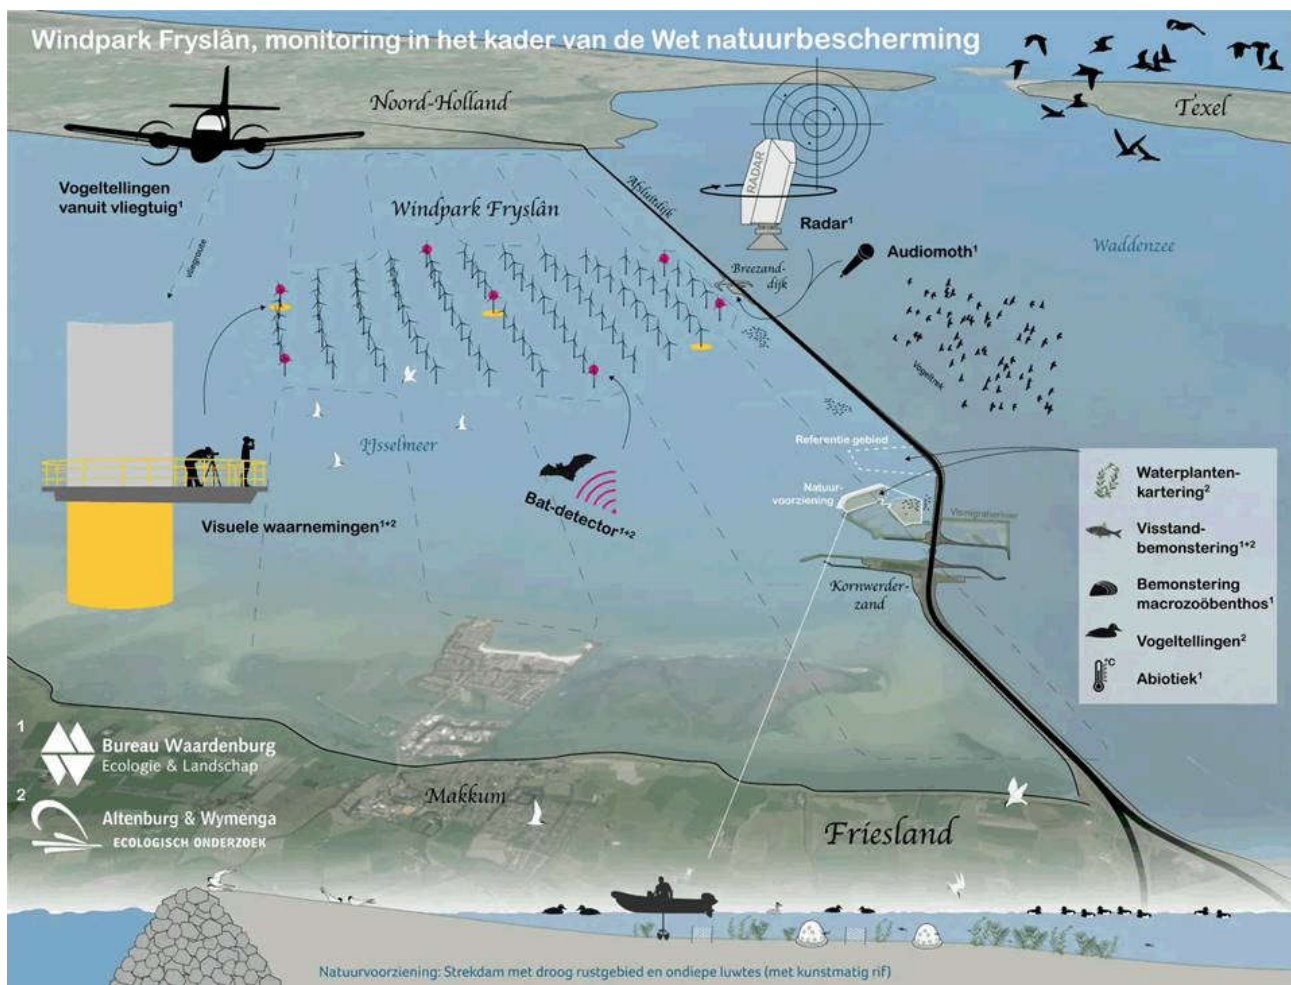 Windpark Fryslân, monitoring in het kader van de Wet natuurbescherming
Noord-Holland
Texel
RADAR
Vogeltellingen
vanuit vliegtuig¹
Afsluitdijk
Windpark Fryslân
Radar¹
Waddenzee
vliegroute
Audiomoth¹
Breezand-
dijk
Vogeltrek
IJsselmeer
Referentie gebied
Natuur-
voorziening
Vismigratierivier
Bat-detector¹⁺²
Visuele waarnemingen¹⁺²
Kornwerder-
zand
Waterplanten-
kartering²
Visstand-
bemonstering¹⁺²
Bemonstering
macrozoöbenthos¹
Vogeltellingen²
°C
Abiotiek¹
1
Bureau Waardenburg
Ecologie & Landschap
2
Altenburg & Wymenga
ECOLOGISCH ONDERZOEK
Makkum
Friesland
Natuurvoorziening: Strekdam met droog rustgebied en ondiepe luwtes (met kunstmatig rif)